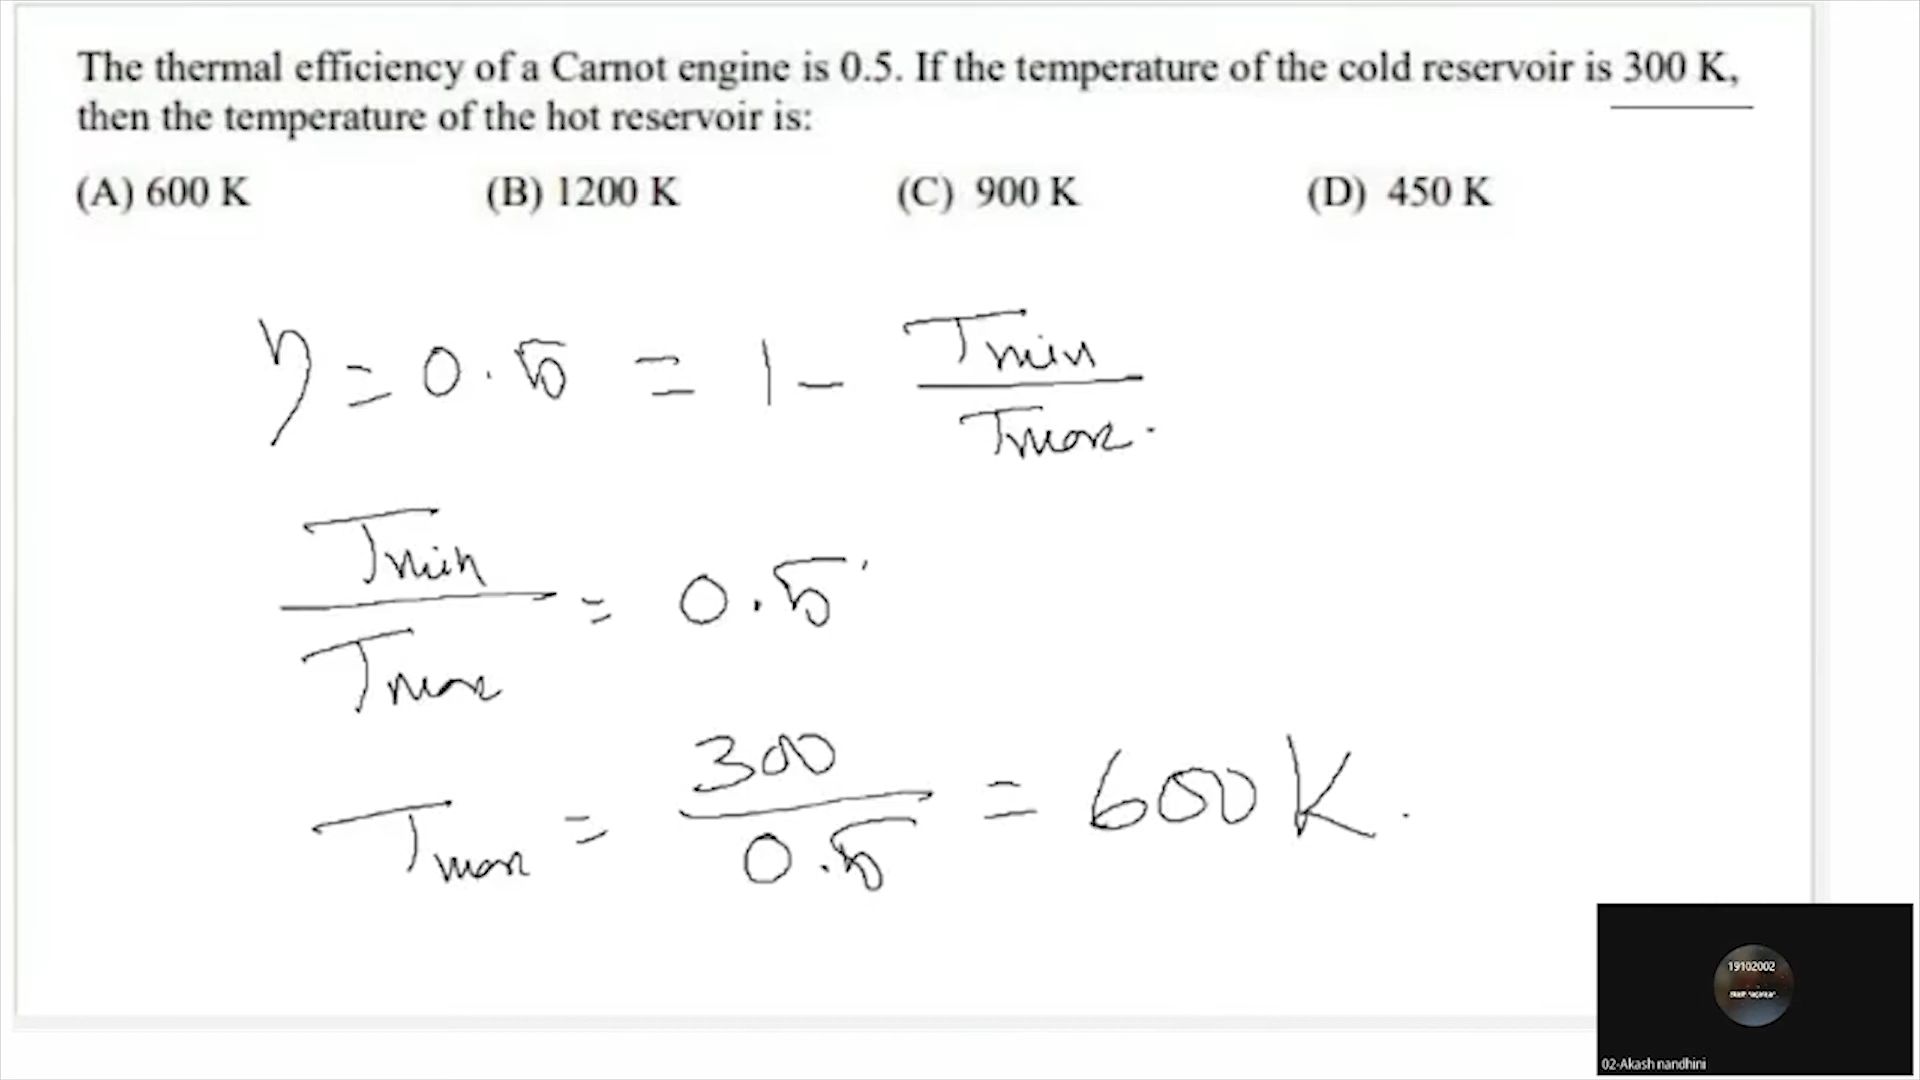 The thermal efficiency of a Carnot engine is 0.5. If the temperature of the cold reservoir is 300 K,
then the temperature of the hot reservoir is:
(A) 600 K (B) 1200 K (C) 900 K (D) 450 K
η = 0.5 = 1 - Tmin / Tmax.
Tmin / Tmax = 0.5
Tmax = 300 / 0.5 = 600 K.
19102002
02-Akash nandhini